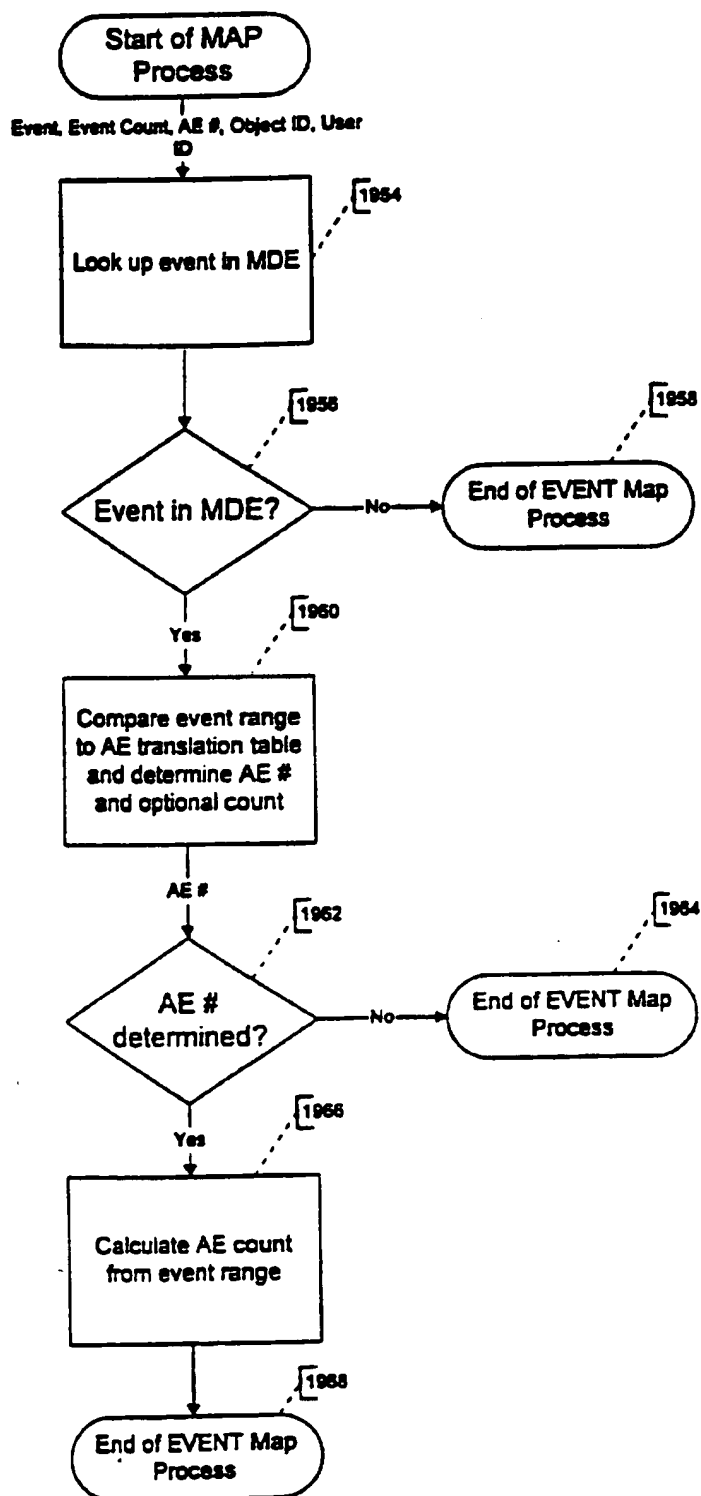 Start of MAP
Process
Event, Event Count, AE #, Object ID, User
ID
1954
Look up event in MDE
1956
1958
Event in MDE?
No
End of EVENT Map
Process
Yes
1960
Compare event range
to AE translation table
and determine AE #
and optional count
AE #
1962
1964
AE #
determined?
No
End of EVENT Map
Process
Yes
1966
Calculate AE count
from event range
1968
End of EVENT Map
Process